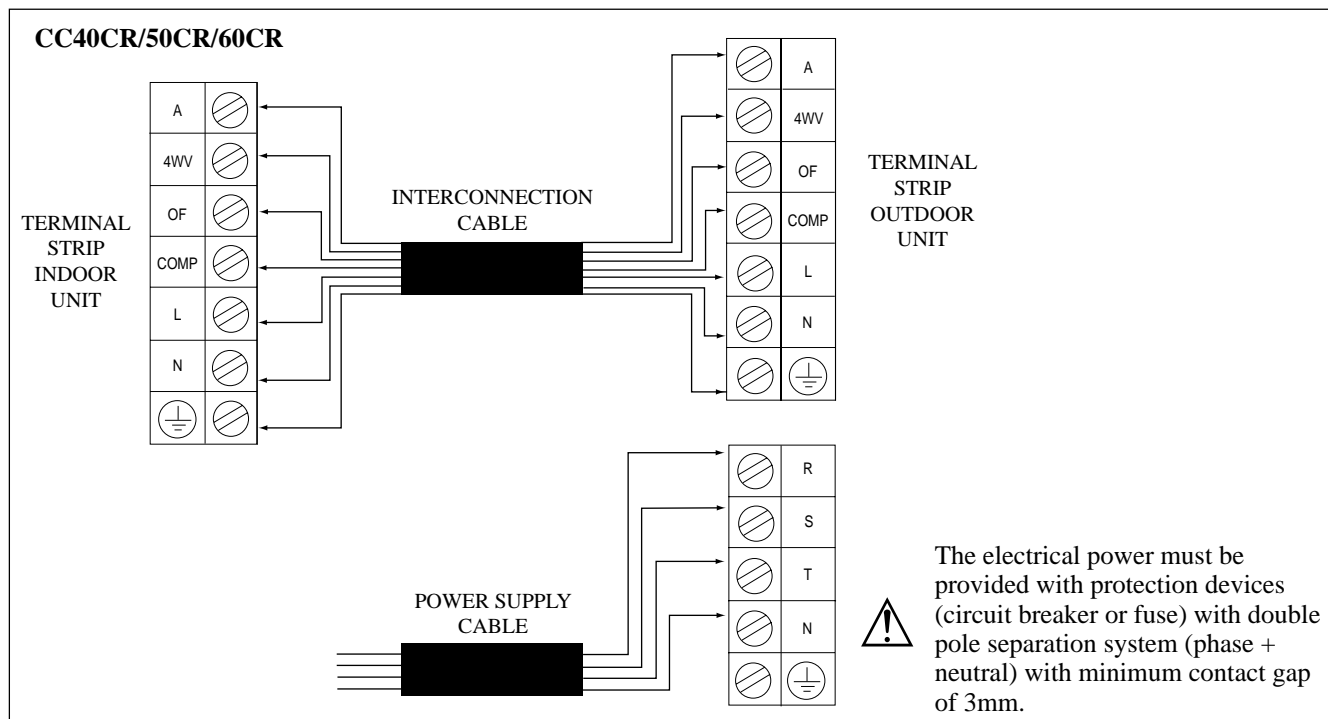 CC40CR/50CR/60CR
A
4WV
OF
COMP
L
N
TERMINAL
STRIP
INDOOR
UNIT
INTERCONNECTION
CABLE
A
4WV
OF
COMP
L
N
TERMINAL
STRIP
OUTDOOR
UNIT
POWER SUPPLY
CABLE
R
S
T
N
The electrical power must be
provided with protection devices
(circuit breaker or fuse) with double
pole separation system (phase +
neutral) with minimum contact gap
of 3mm.